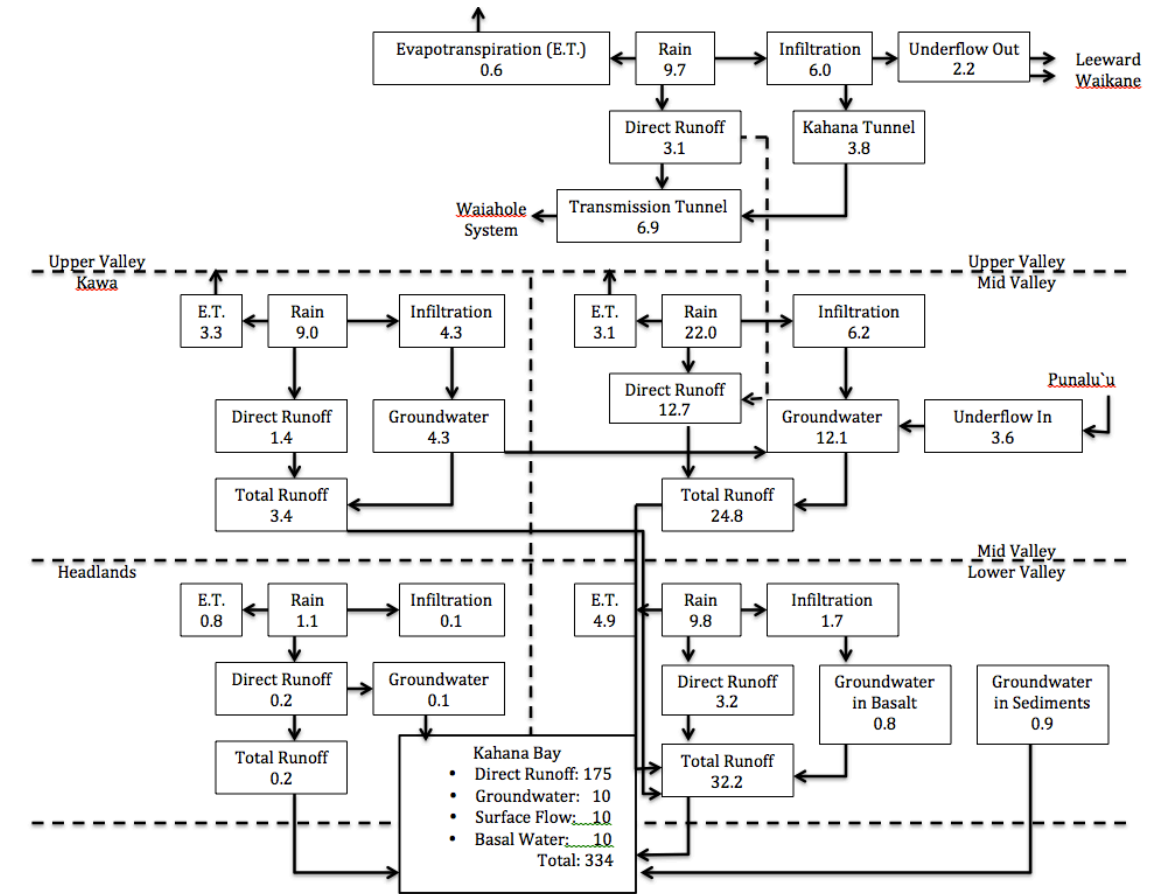 Evapotranspiration (E.T.)
0.6
Rain
9.7
Infiltration
6.0
Underflow Out
2.2
Leeward
Waikane
Direct Runoff
3.1
Kahana Tunnel
3.8
Waiahole
System
Transmission Tunnel
6.9
Upper Valley
Kawa
Upper Valley
Mid Valley
E.T.
3.3
Rain
9.0
Infiltration
4.3
E.T.
3.1
Rain
22.0
Infiltration
6.2
Direct Runoff
12.7
Punalu`u
Direct Runoff
1.4
Groundwater
4.3
Groundwater
12.1
Underflow In
3.6
Total Runoff
3.4
Total Runoff
24.8
Mid Valley
Lower Valley
Headlands
E.T.
0.8
Rain
1.1
Infiltration
0.1
E.T.
4.9
Rain
9.8
Infiltration
1.7
Direct Runoff
0.2
Groundwater
0.1
Direct Runoff
3.2
Groundwater
in Basalt
0.8
Groundwater
in Sediments
0.9
Total Runoff
0.2
Kahana Bay
• Direct Runoff: 175
• Groundwater: 10
• Surface Flow: 10
• Basal Water: 10
Total: 334
Total Runoff
32.2